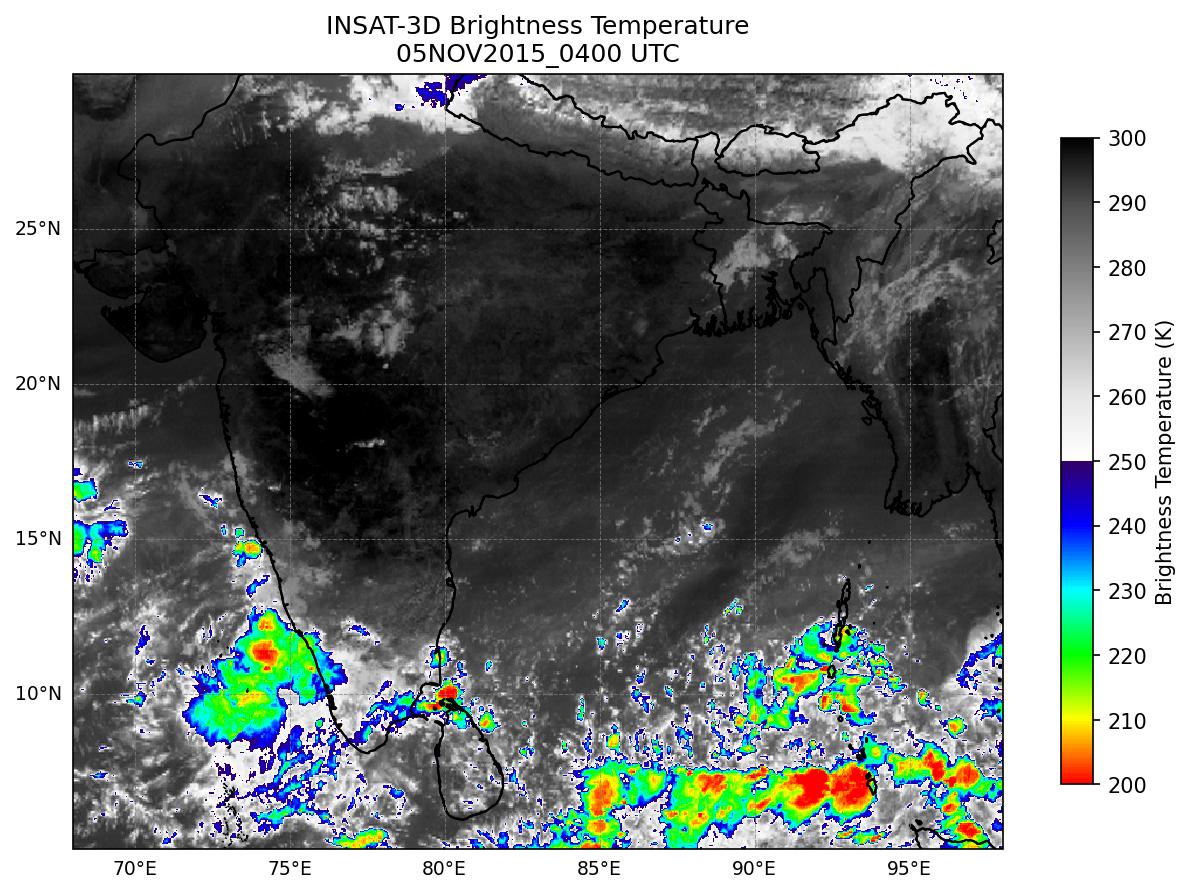 INSAT-3D Brightness Temperature
05NOV2015_0400 UTC
25°N
20°N
15°N
10°N
70°E
75°E
80°E
85°E
90°E
95°E
300
290
280
270
260
250
240
230
220
210
200
Brightness Temperature (K)